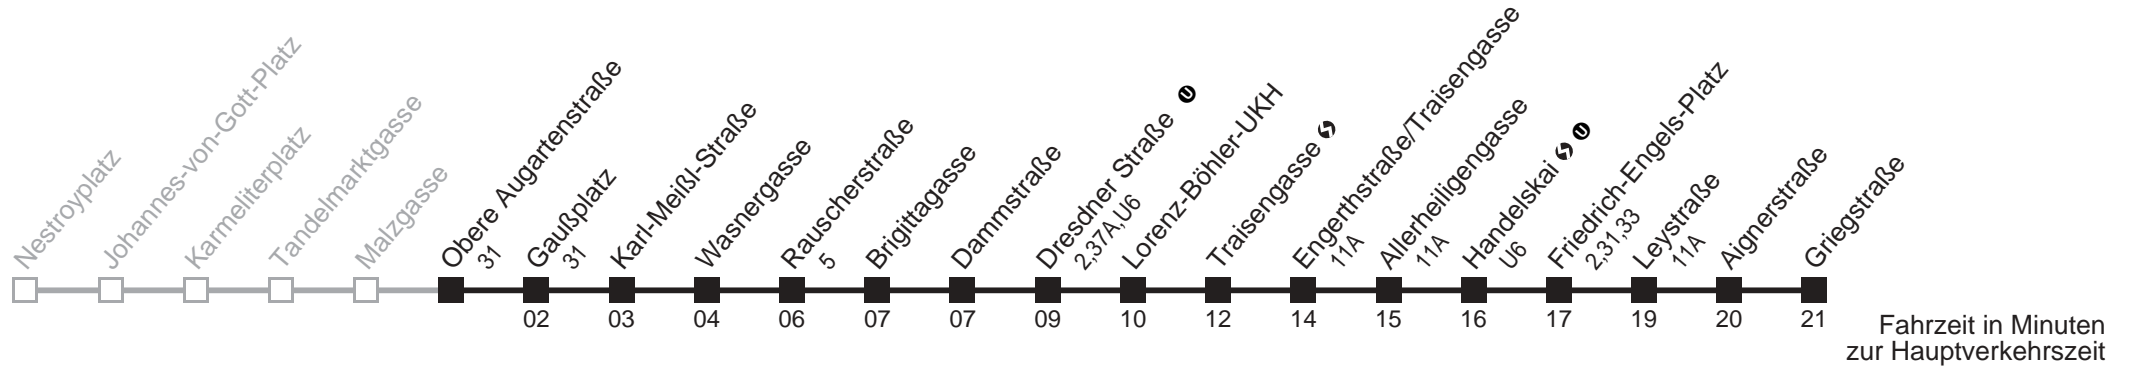 Nestroyplatz
Johannes-von-Gott-Platz
Karmeliterplatz
Tandelmarktgasse
Malzgasse
Obere Augartenstraße
31
Gaußplatz
31
Karl-Meißl-Straße
Wasnergasse
Rauscherstraße
5
Brigittagasse
Dammstraße
Dresdner Straße U
2,37A,U6
Lorenz-Böhler-UKH
Traisengasse S
Engerthstraße/Traisengasse
11A
Allerheiligengasse
11A
Handelskai S U
U6
Friedrich-Engels-Platz
2,31,33
Leystraße
11A
Aignerstraße
Griegstraße
02 03 04 06 07 07 09 10 12 14 15 16 17 19 20 21
Fahrzeit in Minuten
zur Hauptverkehrszeit